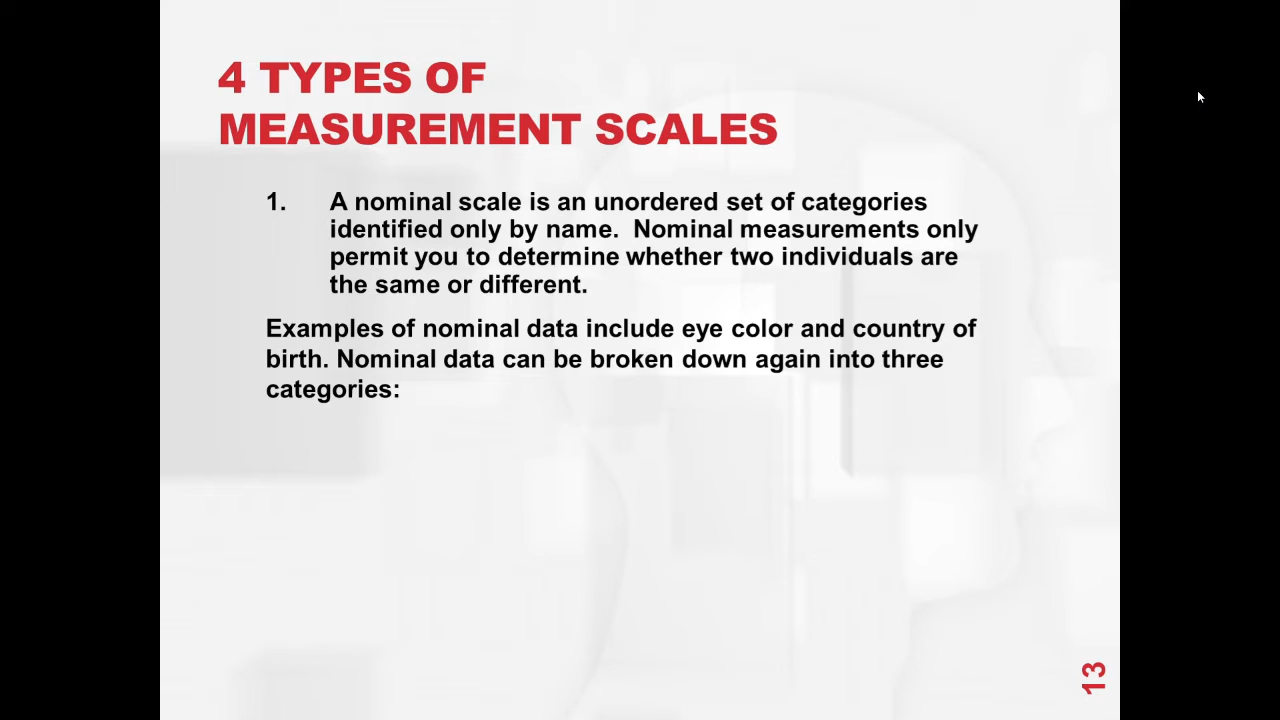 4 TYPES OF
MEASUREMENT SCALES
1. A nominal scale is an unordered set of categories
identified only by name.  Nominal measurements only
permit you to determine whether two individuals are
the same or different.
Examples of nominal data include eye color and country of
birth. Nominal data can be broken down again into three
categories:
13